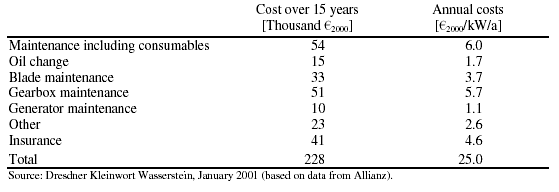 Cost over 15 years Annual costs
[Thousand €2000] [€2000/kW/a]
Maintenance including consumables 54 6.0
Oil change 15 1.7
Blade maintenance 33 3.7
Gearbox maintenance 51 5.7
Generator maintenance 10 1.1
Other 23 2.6
Insurance 41 4.6
Total 228 25.0
Source: Dresdner Kleinwort Wasserstein, January 2001 (based on data from Allianz).